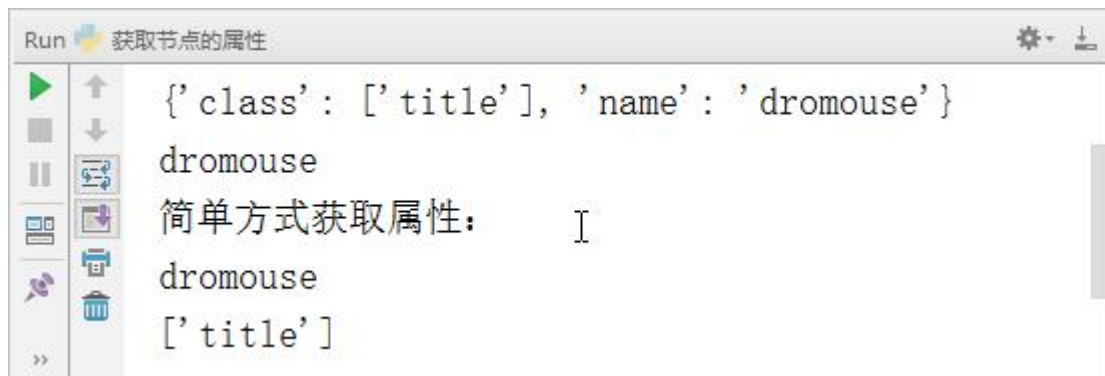 Run 获取节点的属性
{'class': ['title'], 'name': 'dromouse'}
dromouse
简单方式获取属性：
dromouse
['title']